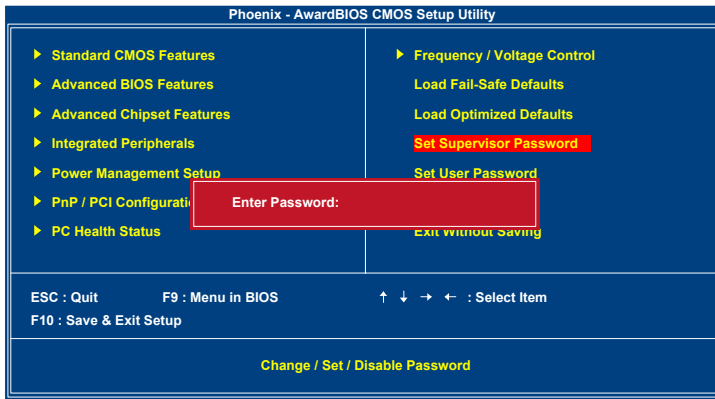 Phoenix - AwardBIOS CMOS Setup Utility
Standard CMOS Features
Advanced BIOS Features
Advanced Chipset Features
Integrated Peripherals
Power Management Setup
PnP / PCI Configurati
PC Health Status
Frequency / Voltage Control
Load Fail-Safe Defaults
Load Optimized Defaults
Set Supervisor Password
Set User Password
Exit Without Saving
Enter Password:
ESC : Quit F9 : Menu in BIOS ↑ ↓ → ← : Select Item
F10 : Save & Exit Setup
Change / Set / Disable Password